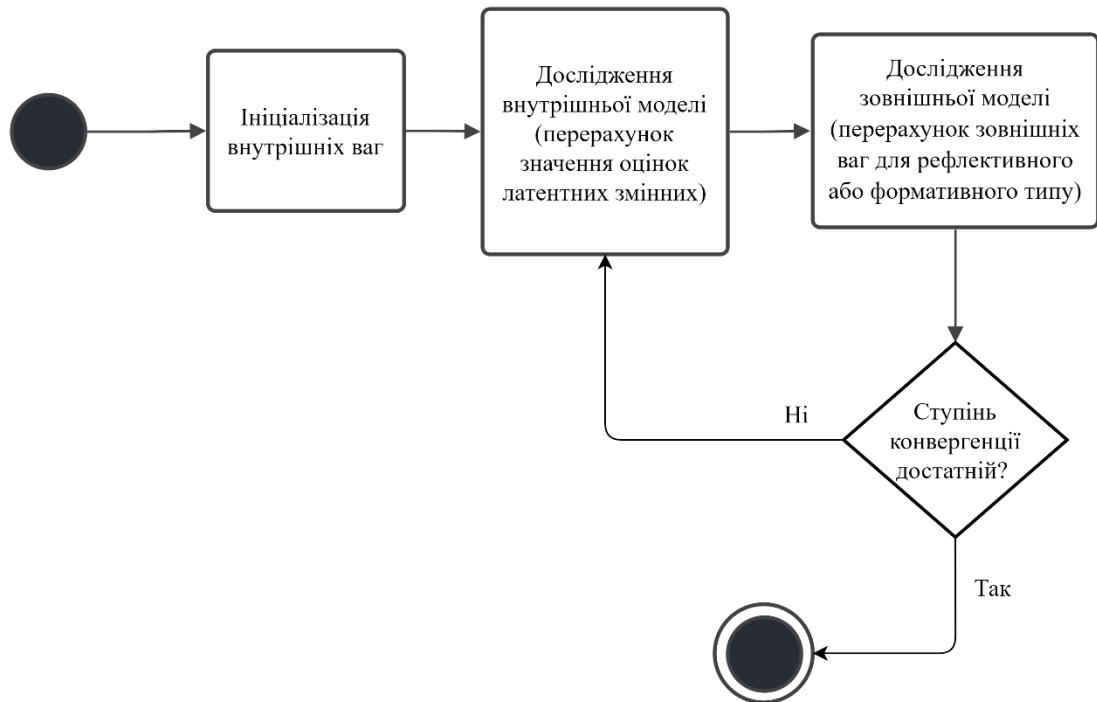 Ініціалізація
внутрішніх ваг
Дослідження
внутрішньої моделі
(перерахунок
значення оцінок
латентних змінних)
Дослідження
зовнішньої моделі
(перерахунок зовнішніх
ваг для рефлективного
або формативного типу)
Ні
Ступінь
конвергенції
достатній?
Так